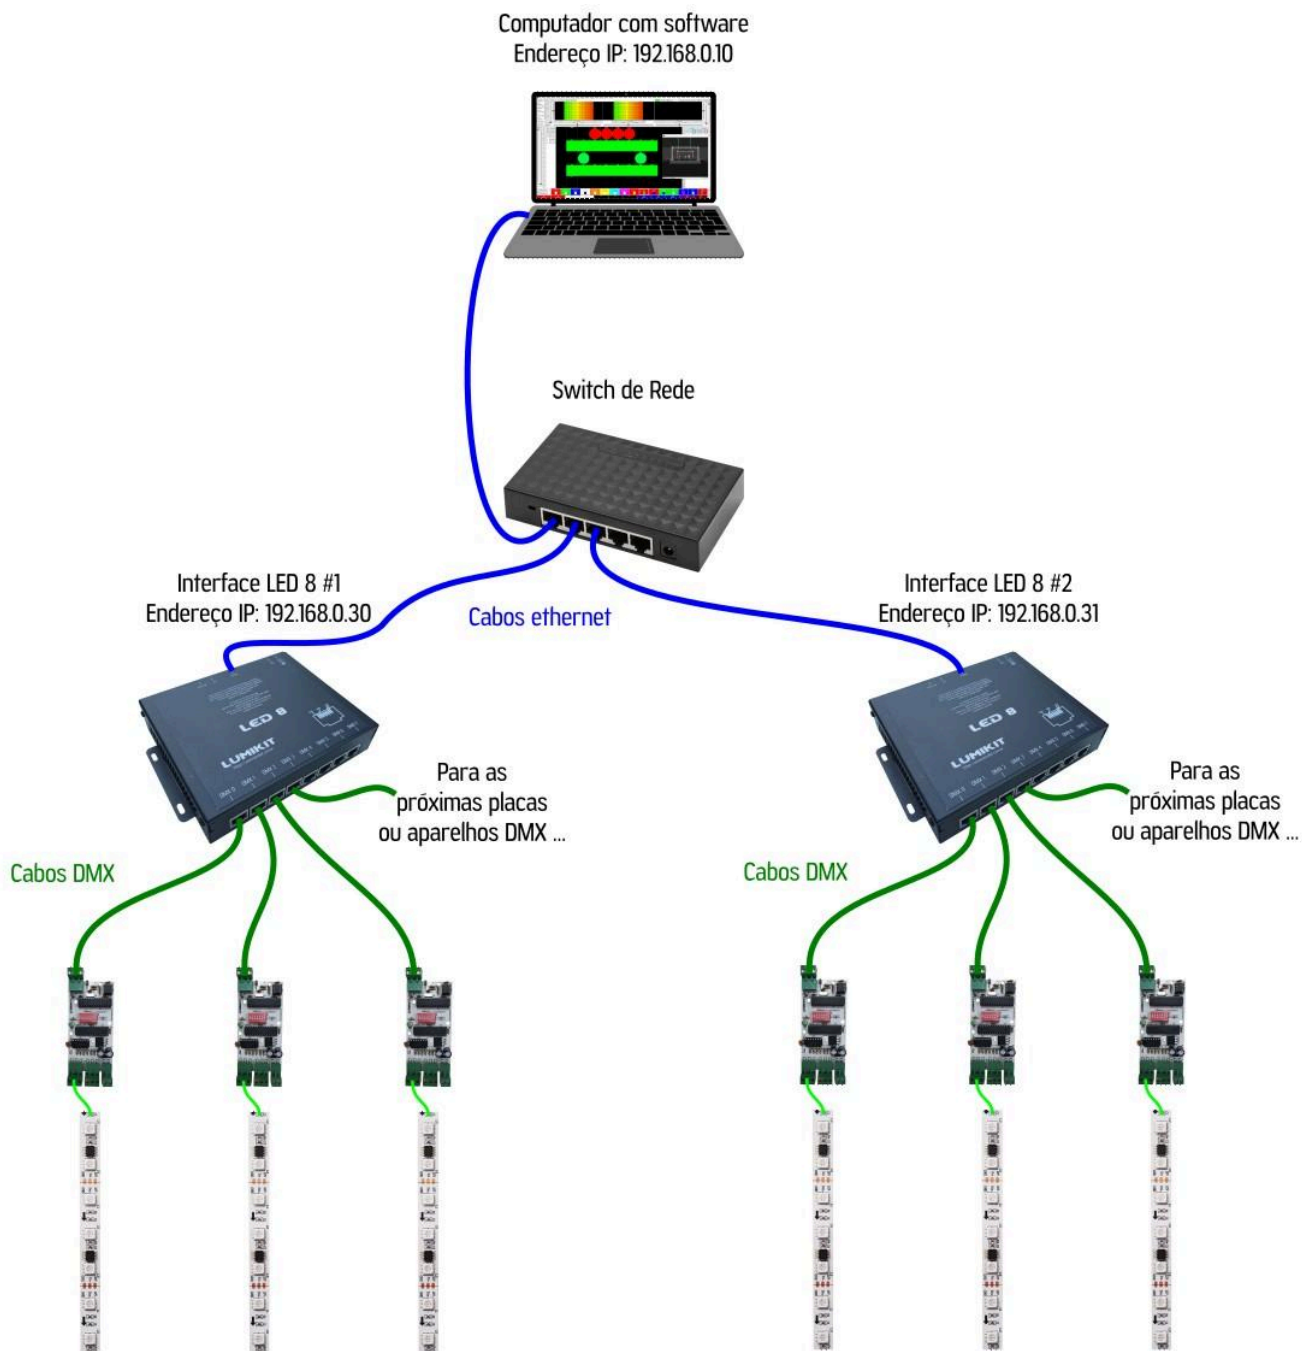 Computador com software
Endereço IP: 192.168.0.10
Switch de Rede
Interface LED 8 #1
Endereço IP: 192.168.0.30
Cabos ethernet
Interface LED 8 #2
Endereço IP: 192.168.0.31
LED 8
LUMIKIT
LED 8
LUMIKIT
Para as
próximas placas
ou aparelhos DMX ...
Para as
próximas placas
ou aparelhos DMX ...
Cabos DMX
Cabos DMX